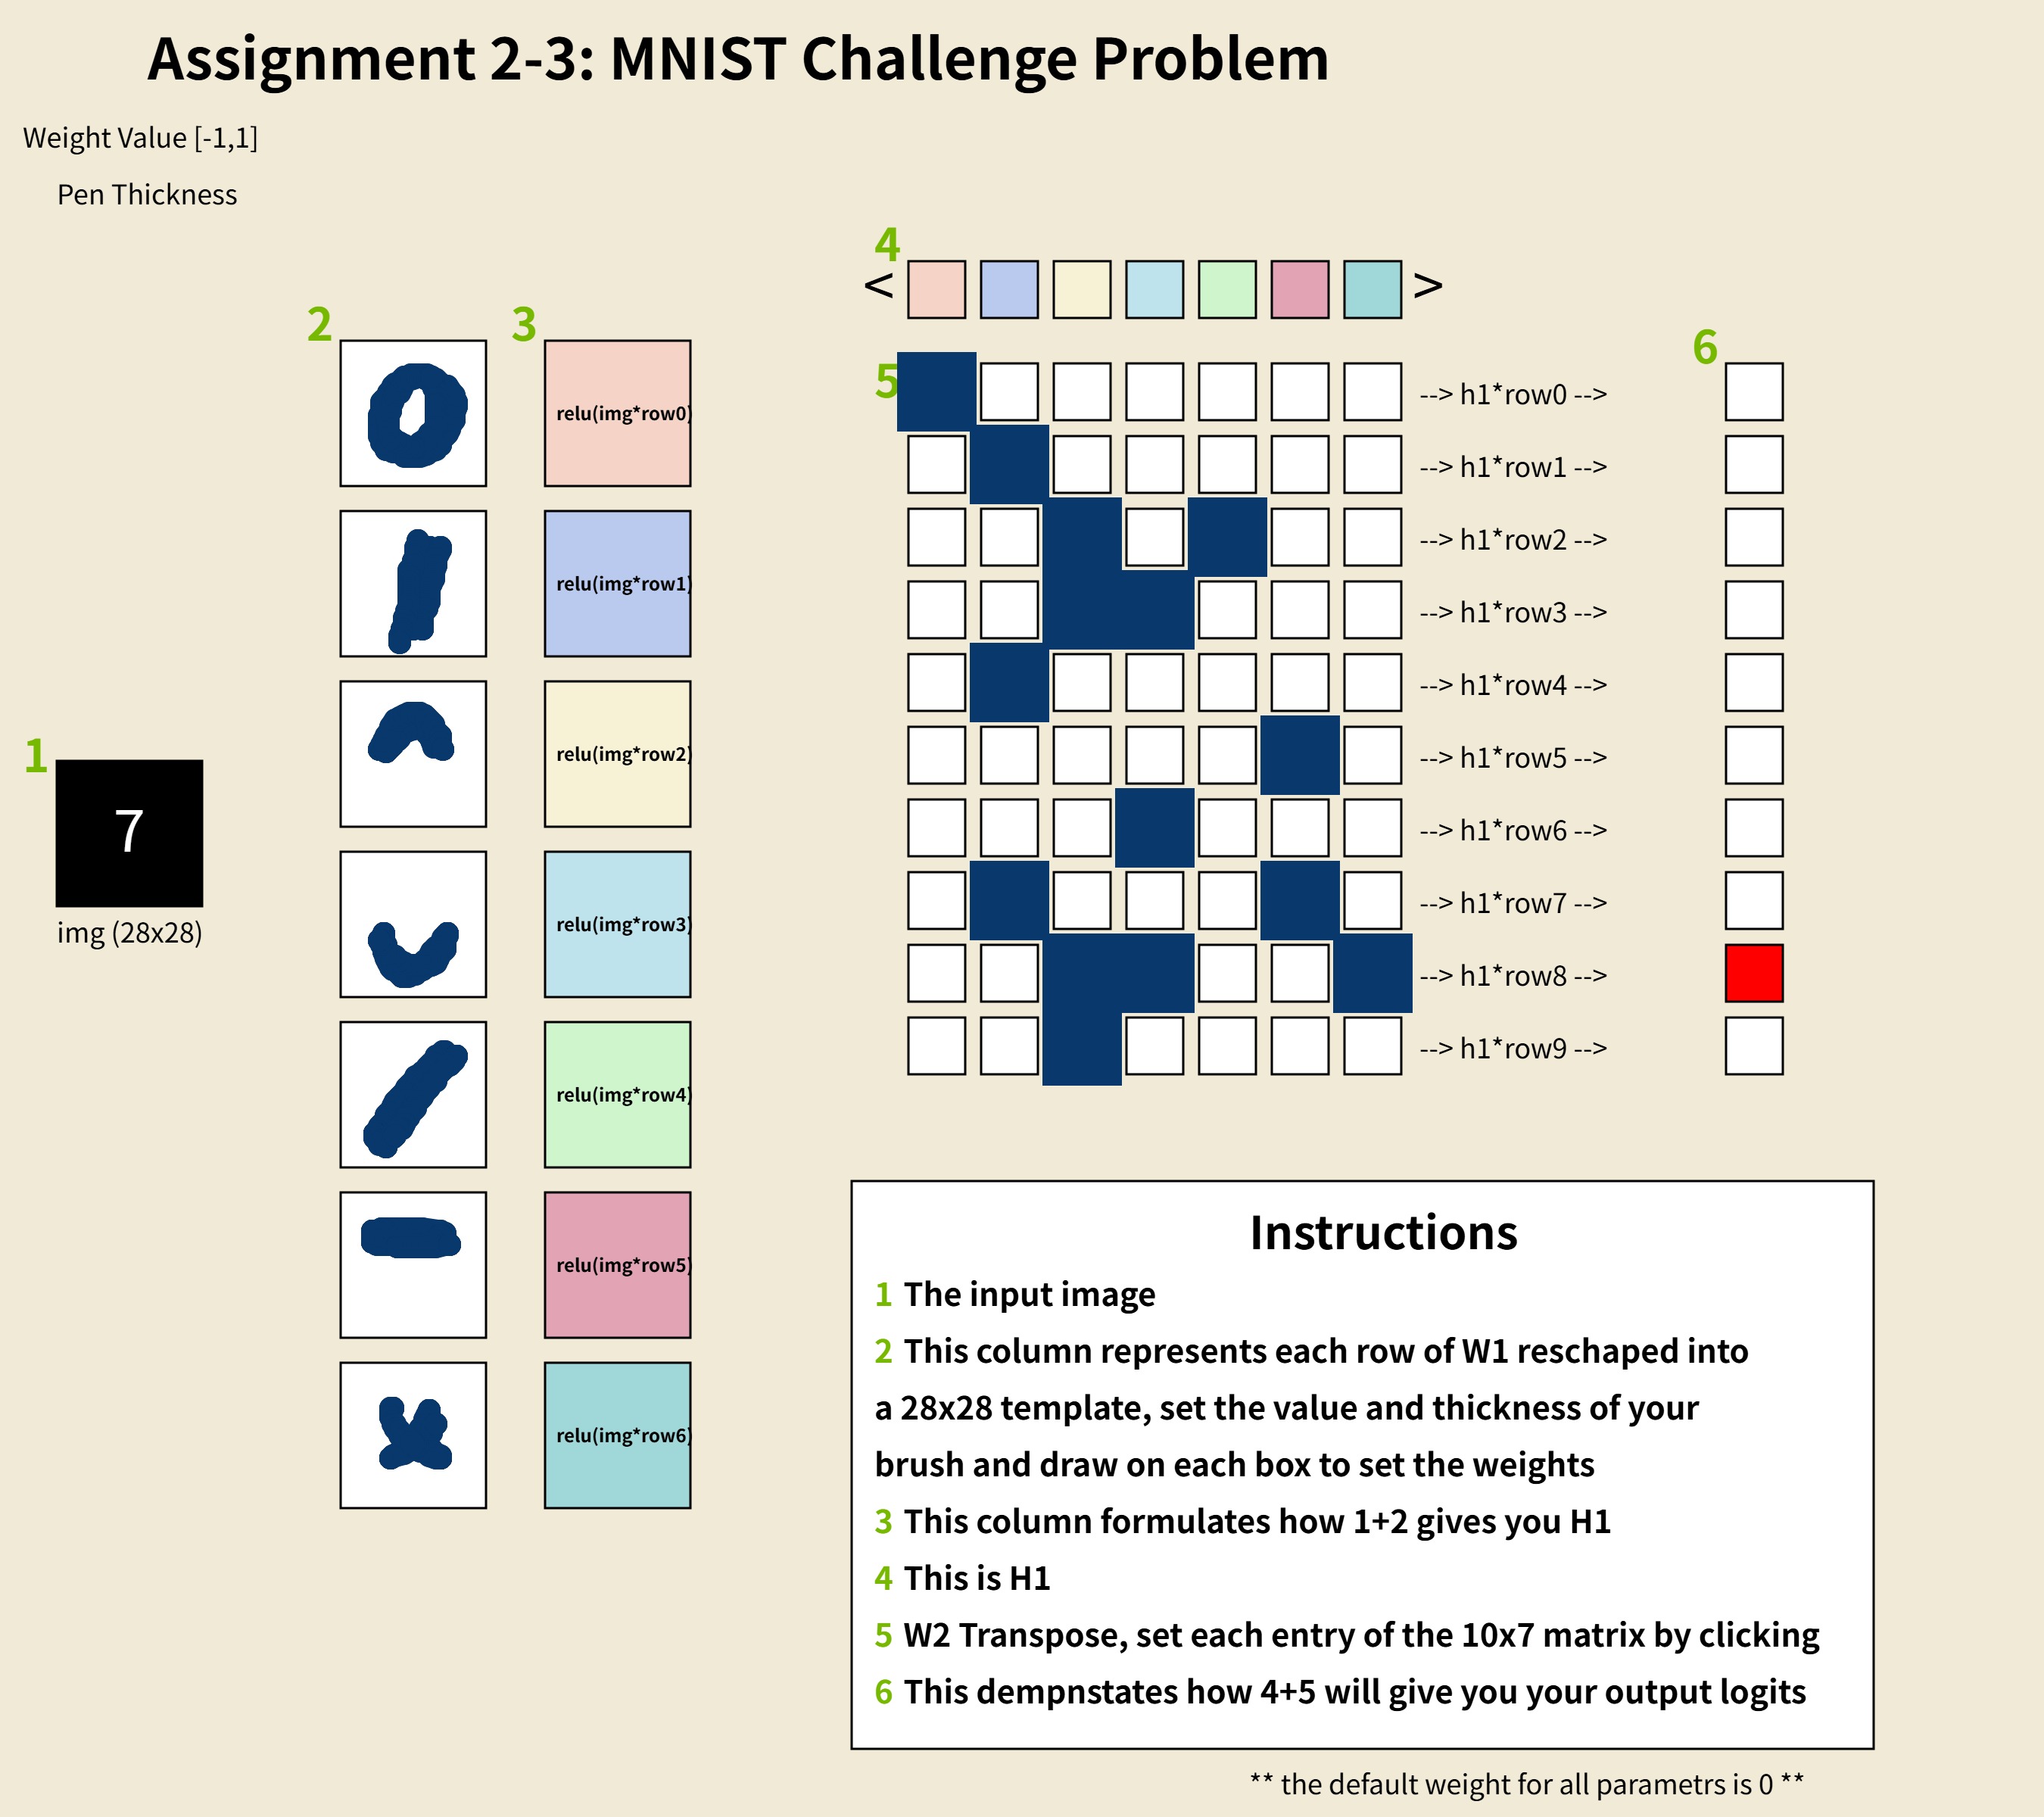 Assignment 2-3: MNIST Challenge Problem
Weight Value [-1,1]
Pen Thickness
1
7
img (28x28)
2
3
relu(img*row0)
relu(img*row1)
relu(img*row2)
relu(img*row3)
relu(img*row4)
relu(img*row5)
relu(img*row6)
4
< >
5
--> h1*row0 -->
--> h1*row1 -->
--> h1*row2 -->
--> h1*row3 -->
--> h1*row4 -->
--> h1*row5 -->
--> h1*row6 -->
--> h1*row7 -->
--> h1*row8 -->
--> h1*row9 -->
6
Instructions
1 The input image
2 This column represents each row of W1 reschaped into
a 28x28 template, set the value and thickness of your
brush and draw on each box to set the weights
3 This column formulates how 1+2 gives you H1
4 This is H1
5 W2 Transpose, set each entry of the 10x7 matrix by clicking
6 This dempnstates how 4+5 will give you your output logits
** the default weight for all parametrs is 0 **